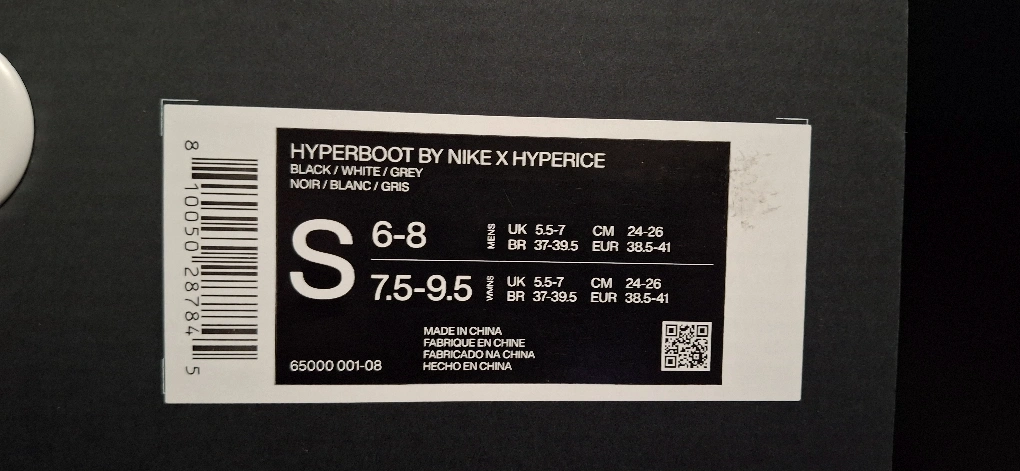 HYPERBOOT BY NIKE X HYPERICE
BLACK / WHITE / GREY
NOIR / BLANC / GRIS
S
6-8
MENS
UK 5.5-7 CM 24-26
BR 37-39.5 EUR 38.5-41
7.5-9.5
WMNS
UK 5.5-7 CM 24-26
BR 37-39.5 EUR 38.5-41
MADE IN CHINA
FABRIQUE EN CHINE
FABRICADO NA CHINA
HECHO EN CHINA
65000 001-08
8 10050 28784 5